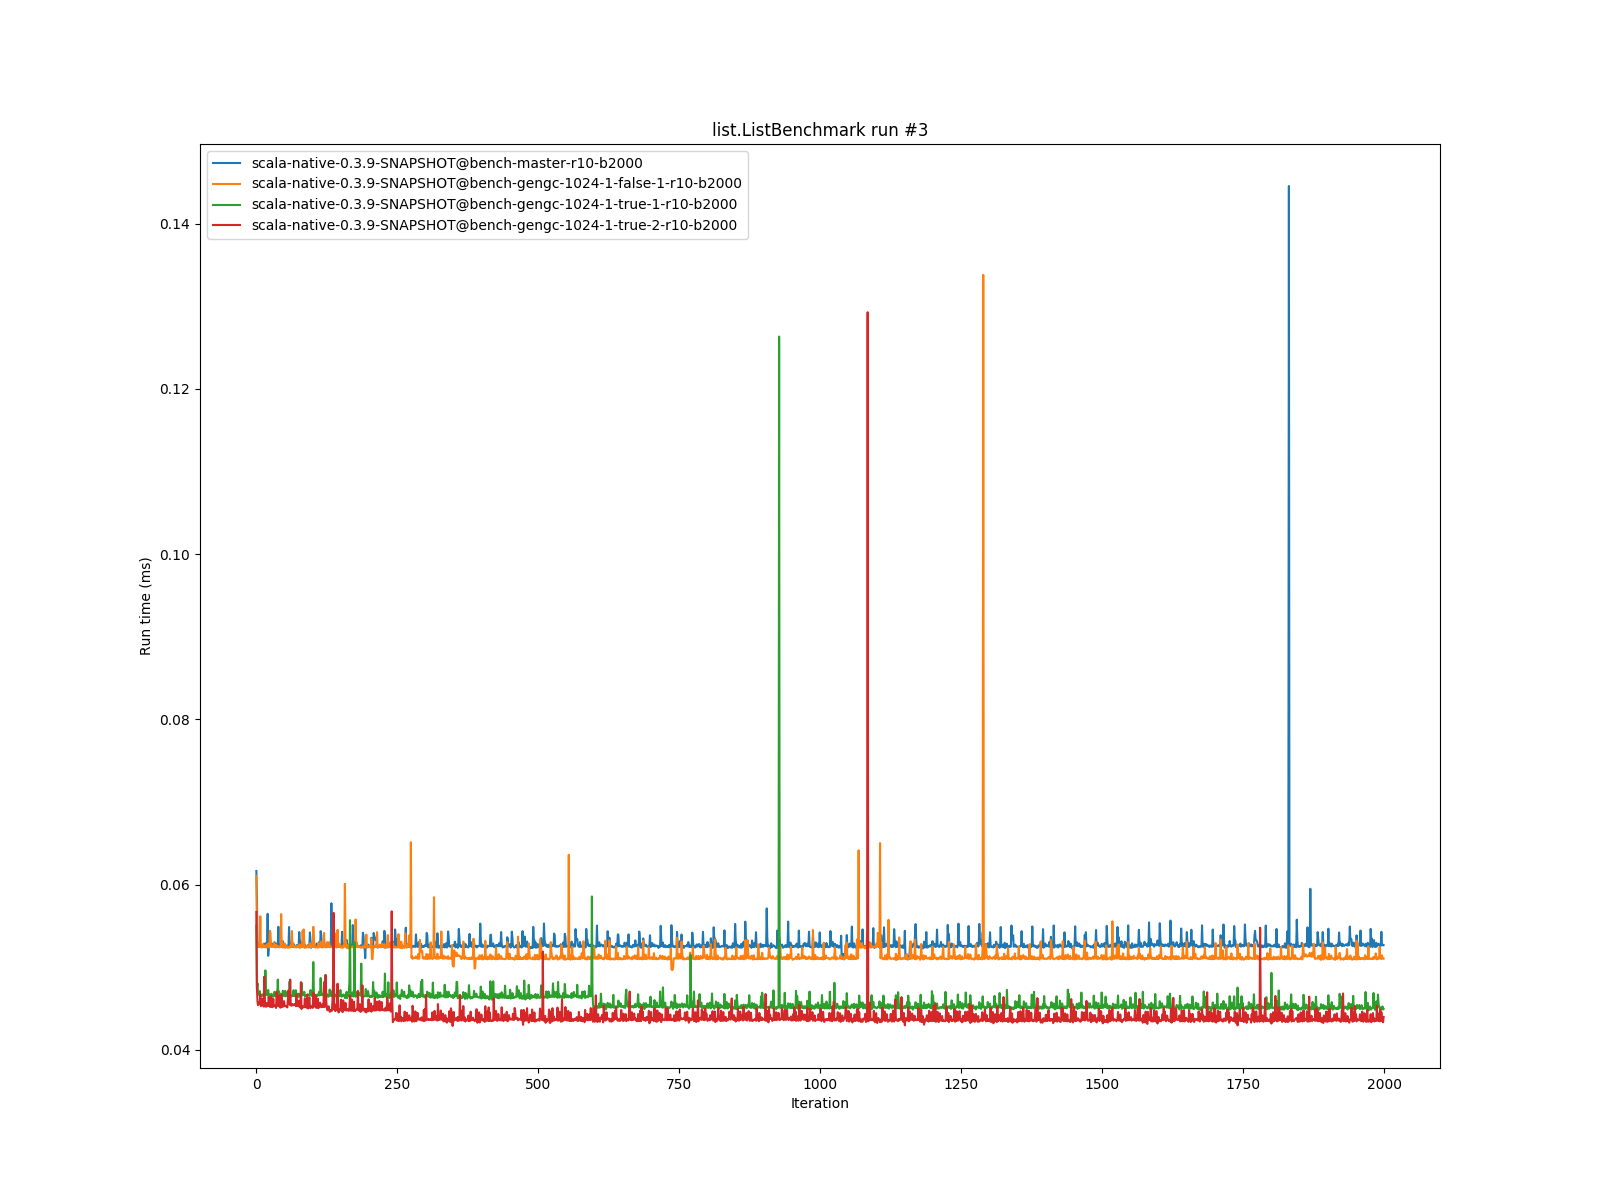 list.ListBenchmark run #3
scala-native-0.3.9-SNAPSHOT@bench-master-r10-b2000
scala-native-0.3.9-SNAPSHOT@bench-gengc-1024-1-false-1-r10-b2000
scala-native-0.3.9-SNAPSHOT@bench-gengc-1024-1-true-1-r10-b2000
scala-native-0.3.9-SNAPSHOT@bench-gengc-1024-1-true-2-r10-b2000
0.14
0.12
0.10
0.08
0.06
0.04
Run time (ms)
0 250 500 750 1000 1250 1500 1750 2000
Iteration